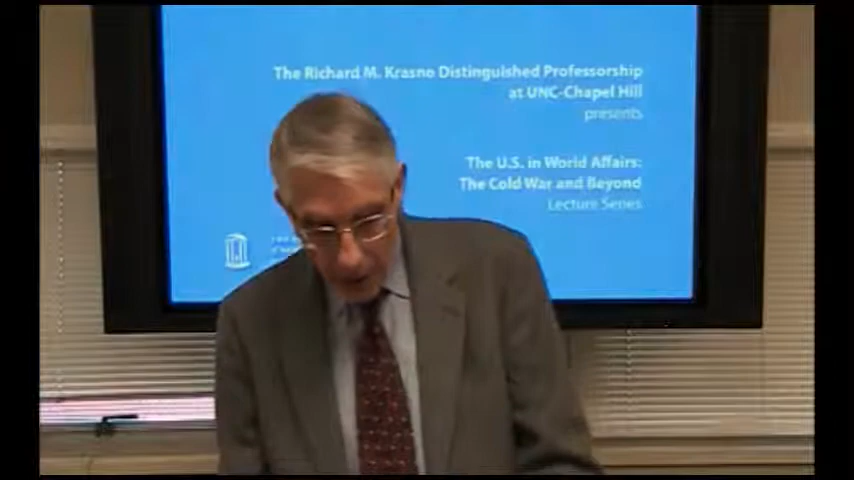 The Richard M. Krasno Distinguished Professorship
at UNC-Chapel Hill
presents
The U.S. in World Affairs:
The Cold War and Beyond
Lecture Series